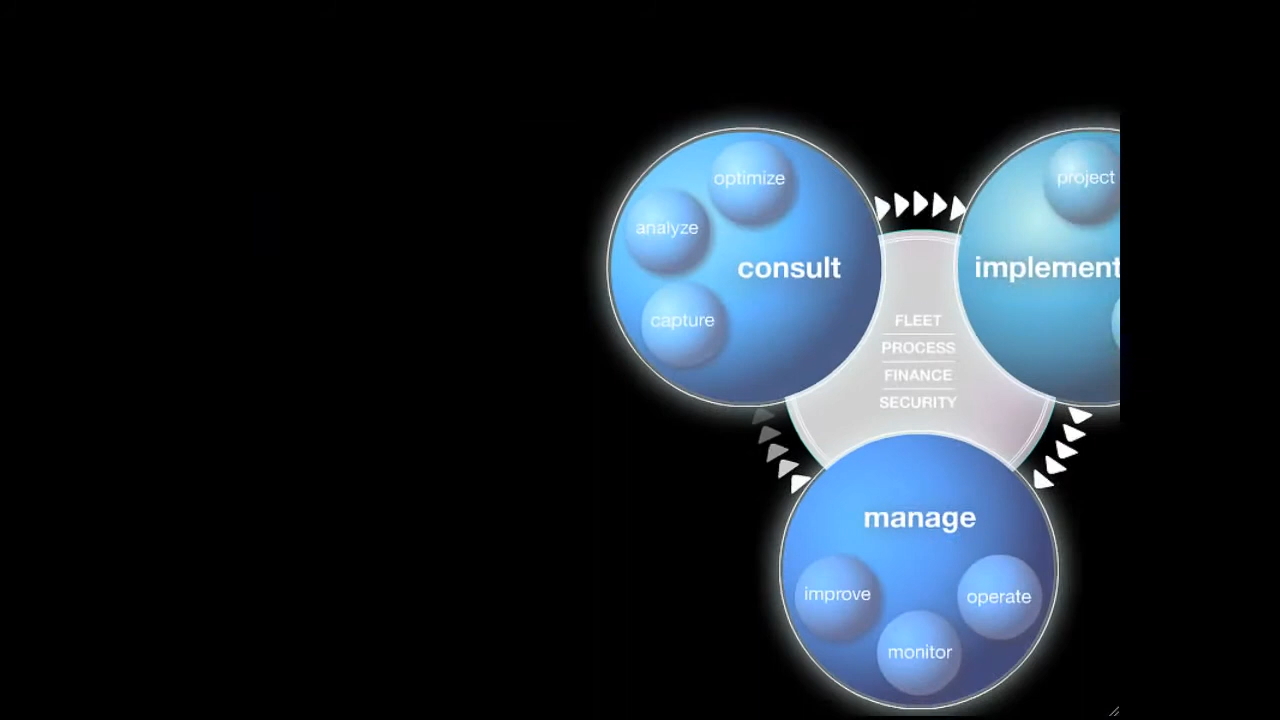 optimize
analyze
consult
capture
project
implement
FLEET
PROCESS
FINANCE
SECURITY
manage
improve
operate
monitor